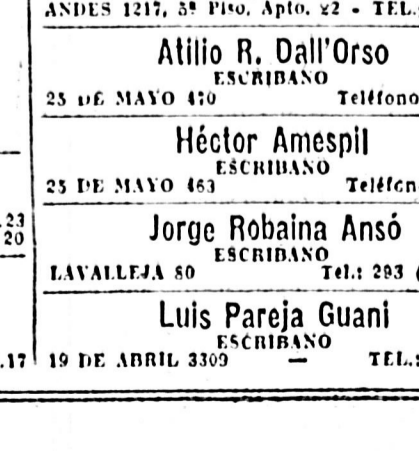 ANDES 1217, 5º Piso, Apto. 22 - TEL.
Atilio R. Dall'Orso
ESCRIBANO
25 DE MAYO 470 Teléfono
Héctor Amespil
ESCRIBANO
25 DE MAYO 463 Teléfon
Jorge Robaina Ansó
ESCRIBANO
LAVALLEJA 80 Tel.: 293 (
Luis Pareja Guani
ESCRIBANO
19 DE ABRIL 3309 — TEL.:
.23
20
.17